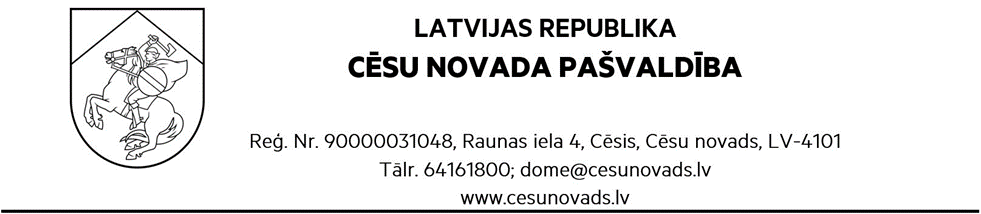 LATVIJAS REPUBLIKA
CĒSU NOVADA PAŠVALDĪBA
Reģ. Nr. 90000031048, Raunas iela 4, Cēsis, Cēsu novads, LV-4101
Tālr. 64161800; dome@cesunovads.lv
www.cesunovads.lv